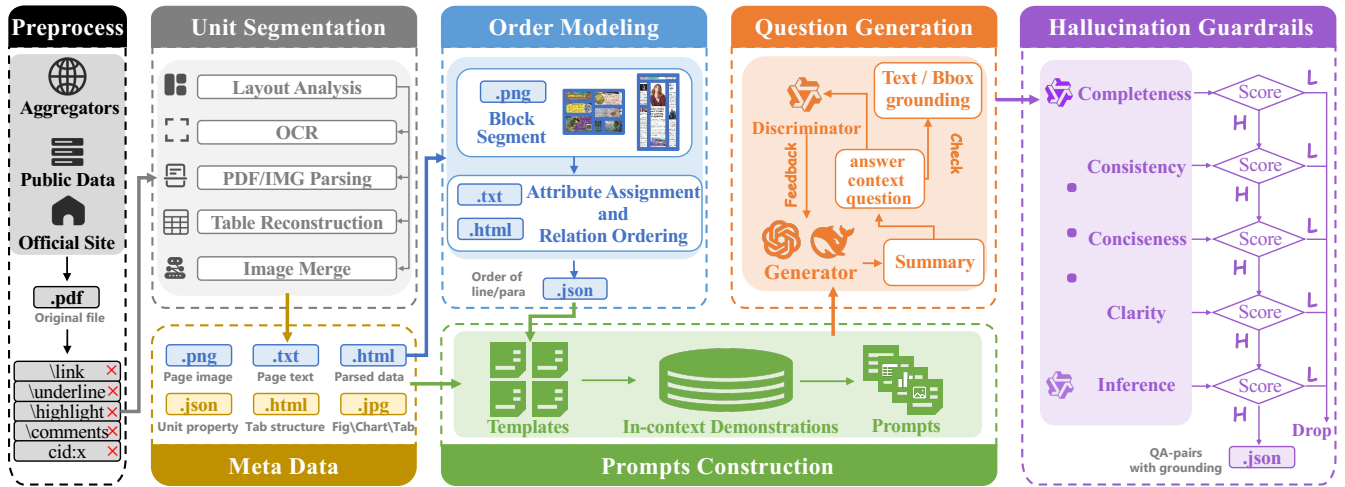 Preprocess
Aggregators
Public Data
Official Site
.pdf
Original file
\link
\underline
\highlight
\comments
cid:x
Unit Segmentation
Layout Analysis
OCR
PDF/IMG Parsing
Table Reconstruction
Image Merge
.png
Page image
.txt
Page text
.html
Parsed data
.json
Unit property
.html
Tab structure
.jpg
Fig\Chart\Tab
Meta Data
Order Modeling
.png
Block
Segment
.txt
.html
Attribute Assignment
and
Relation Ordering
Order of
line/para
.json
Templates
In-context Demonstrations
Prompts
Prompts Construction
Question Generation
Discriminator
Text / Bbox
grounding
Feedback
Check
answer
context
question
Generator
Summary
Hallucination Guardrails
Completeness
Score
L
H
Consistency
Score
L
H
Conciseness
Score
L
H
Clarity
Score
L
H
Inference
Score
L
H
Drop
QA-pairs
with grounding
.json